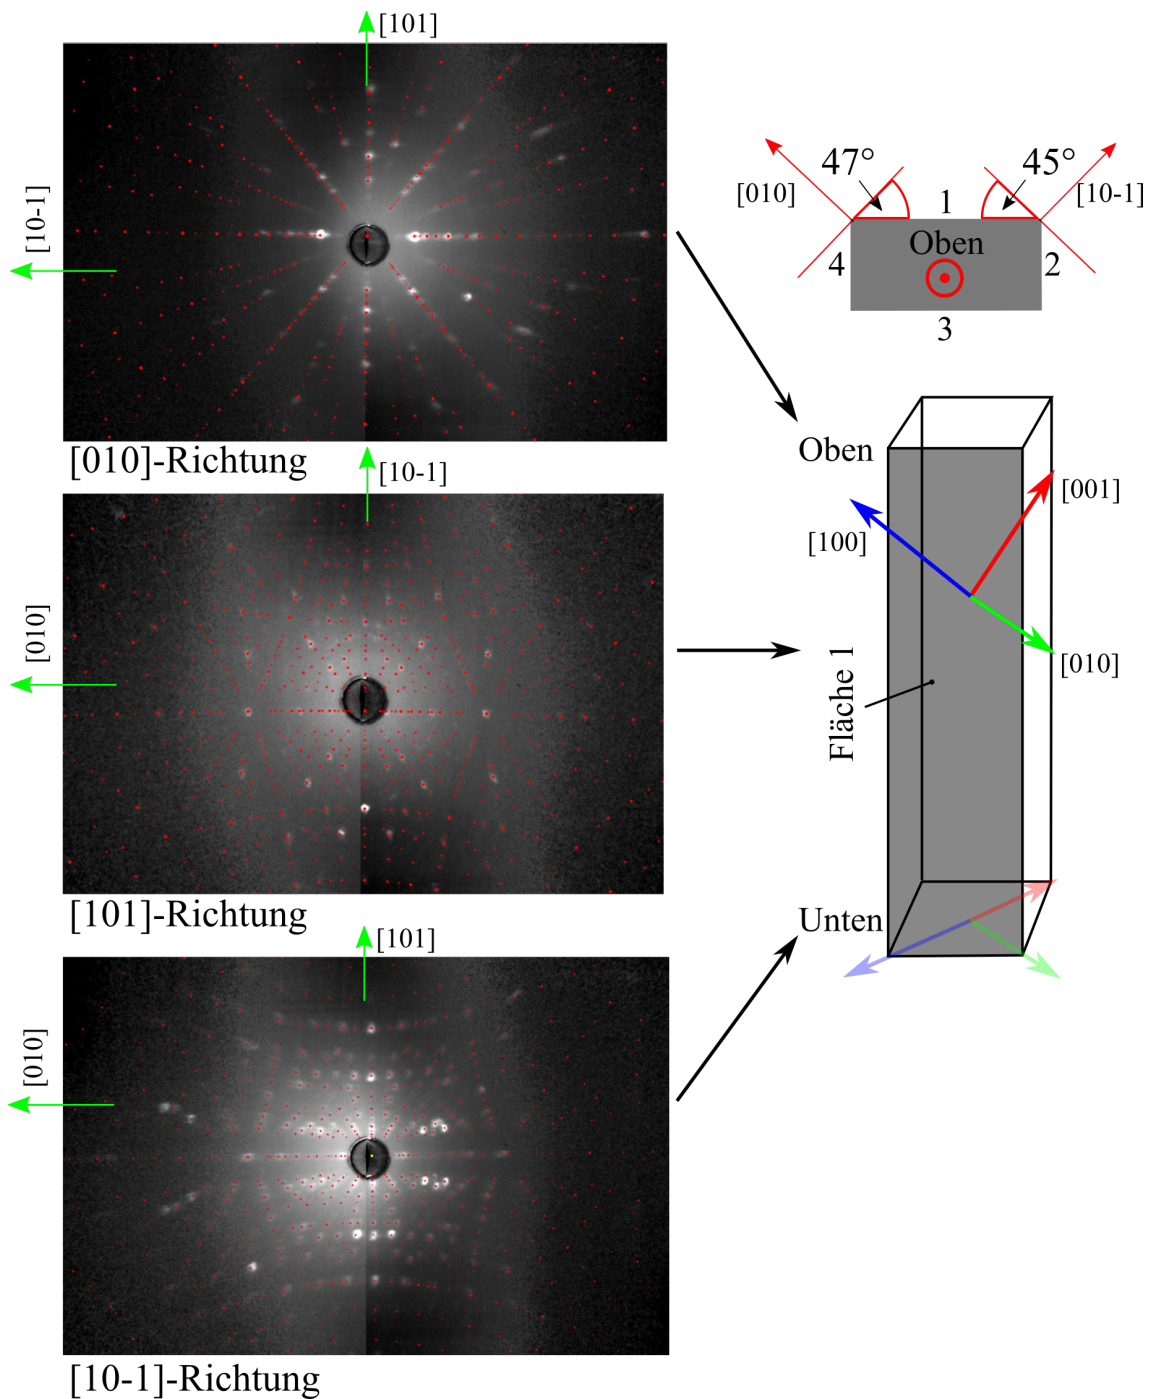 [101]
[10-1]
[010]-Richtung
47°
45°
[010]
[10-1]
1
Oben
4
2
3
[10-1]
[010]
[101]-Richtung
Oben
[001]
[100]
[010]
Fläche 1
Unten
[101]
[010]
[10-1]-Richtung